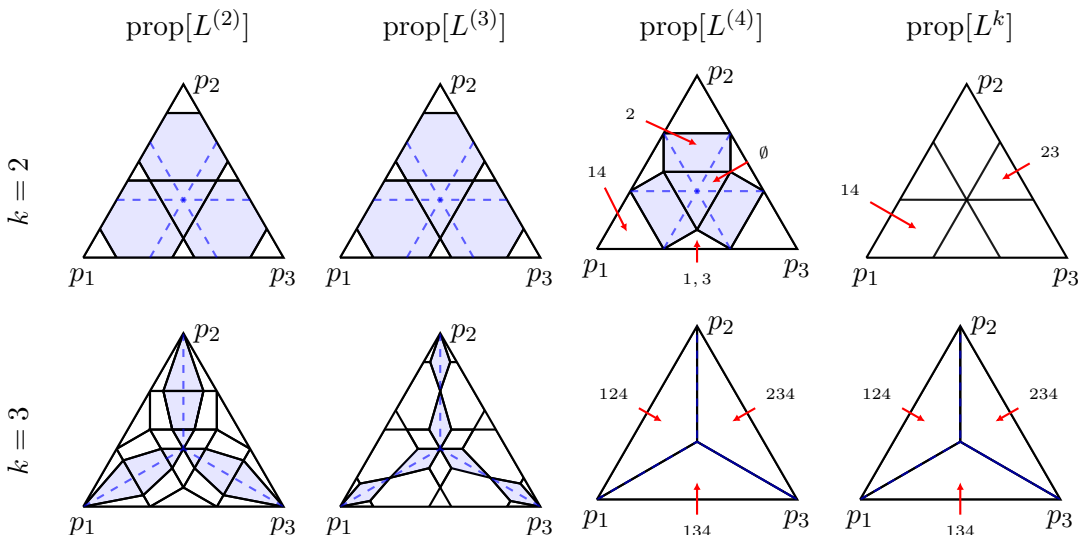 prop[L^{(2)}] prop[L^{(3)}] prop[L^{(4)}] prop[L^k]
k = 2
p_2 p_2 p_2 p_2
2
∅
14
23
14
1, 3
p_1 p_3 p_1 p_3 p_1 p_3 p_1 p_3
k = 3
p_2 p_2 p_2 p_2
124 234 124 234
p_1 p_3 p_1 p_3 p_1 p_3 p_1 p_3
134 134